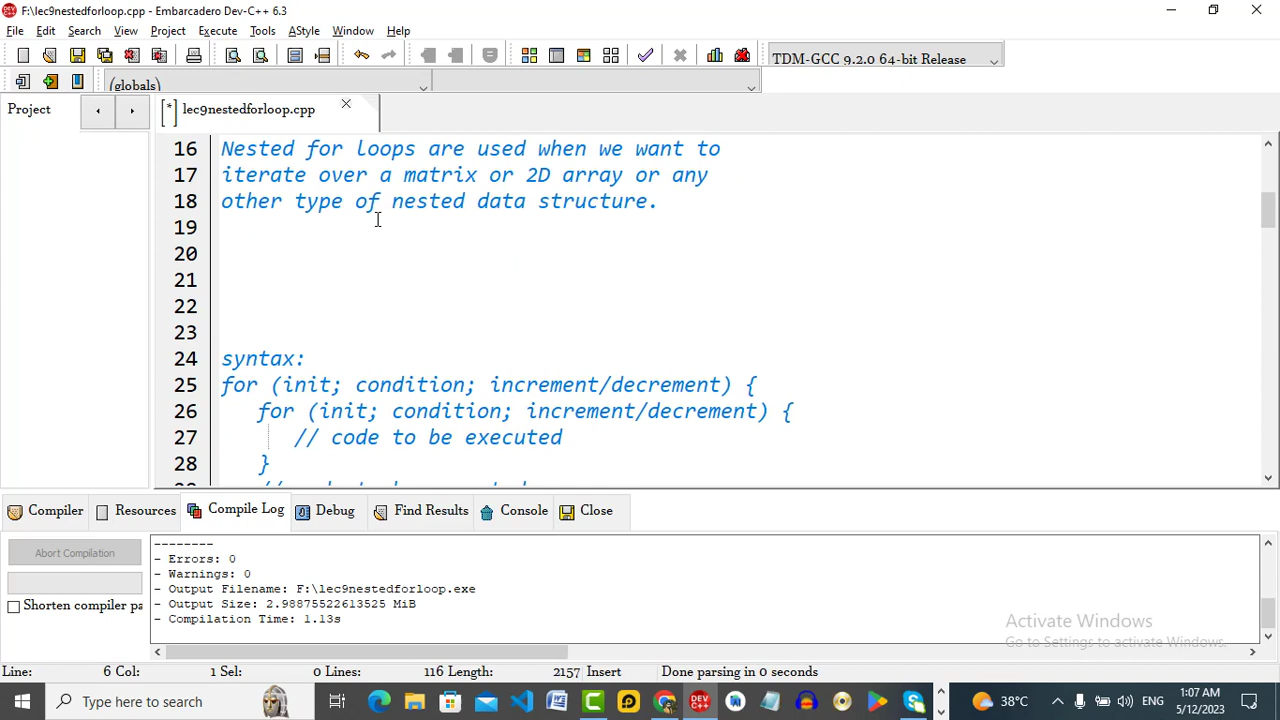 F:\lec9nestedforloop.cpp - Embarcadero Dev-C++ 6.3
File Edit Search View Project Execute Tools AStyle Window Help
TDM-GCC 9.2.0 64-bit Release
(globals)
Project
[*] lec9nestedforloop.cpp
16 Nested for loops are used when we want to
17 iterate over a matrix or 2D array or any
18 other type of nested data structure.
19
20
21
22
23
24 syntax:
25 for (init; condition; increment/decrement) {
26 for (init; condition; increment/decrement) {
27 // code to be executed
28 }
Compiler Resources Compile Log Debug Find Results Console Close
Abort Compilation
Shorten compiler pa
--------
- Errors: 0
- Warnings: 0
- Output Filename: F:\lec9nestedforloop.exe
- Output Size: 2.98875522613525 MiB
- Compilation Time: 1.13s
Activate Windows
Go to Settings to activate Windows.
Line: 6 Col: 1 Sel: 0 Lines: 116 Length: 2157 Insert Done parsing in 0 seconds
Type here to search
DEV C++
38°C
ENG
1:07 AM
5/12/2023